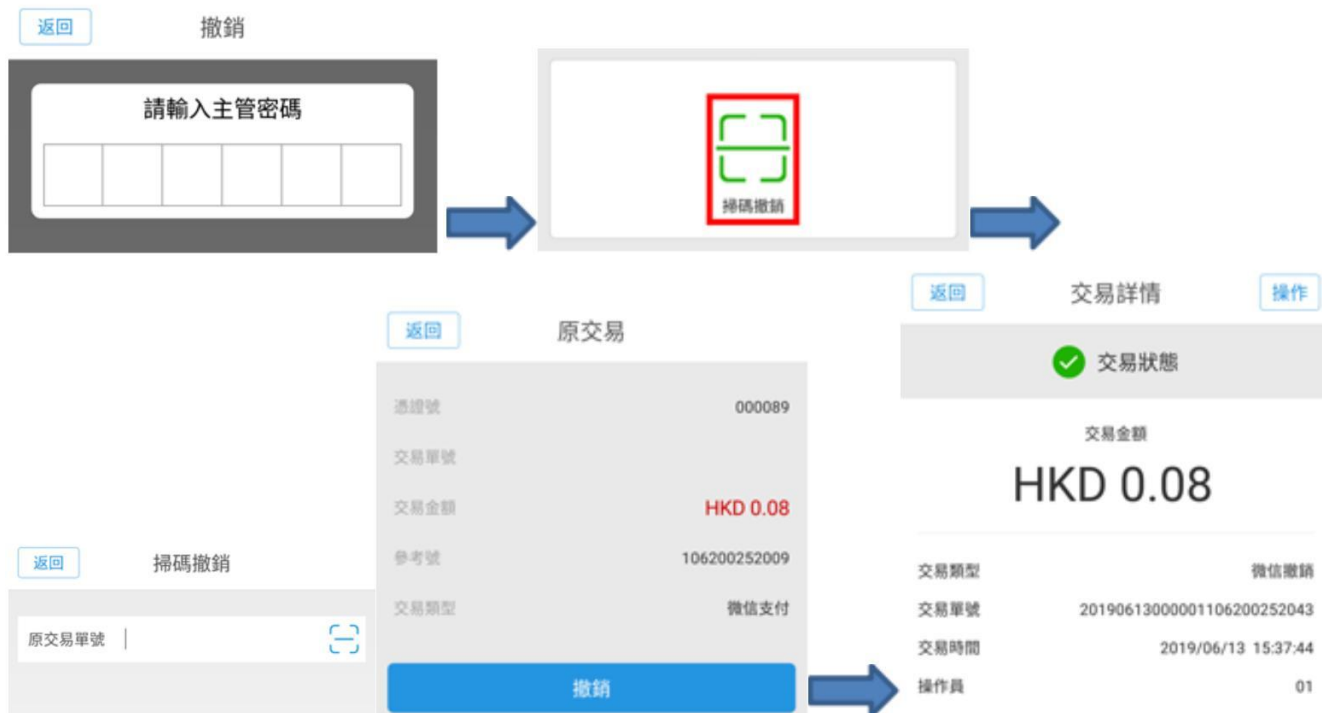 返回 撤銷
請輸入主管密碼
掃碼撤銷
返回 掃碼撤銷
原交易單號
返回 原交易
憑證號 000089
交易單號
交易金額 HKD 0.08
參考號 106200252009
交易類型 微信支付
撤銷
返回 交易詳情 操作
交易狀態
交易金額
HKD 0.08
交易類型 微信撤銷
交易單號 20190613000001106200252043
交易時間 2019/06/13 15:37:44
操作員 01